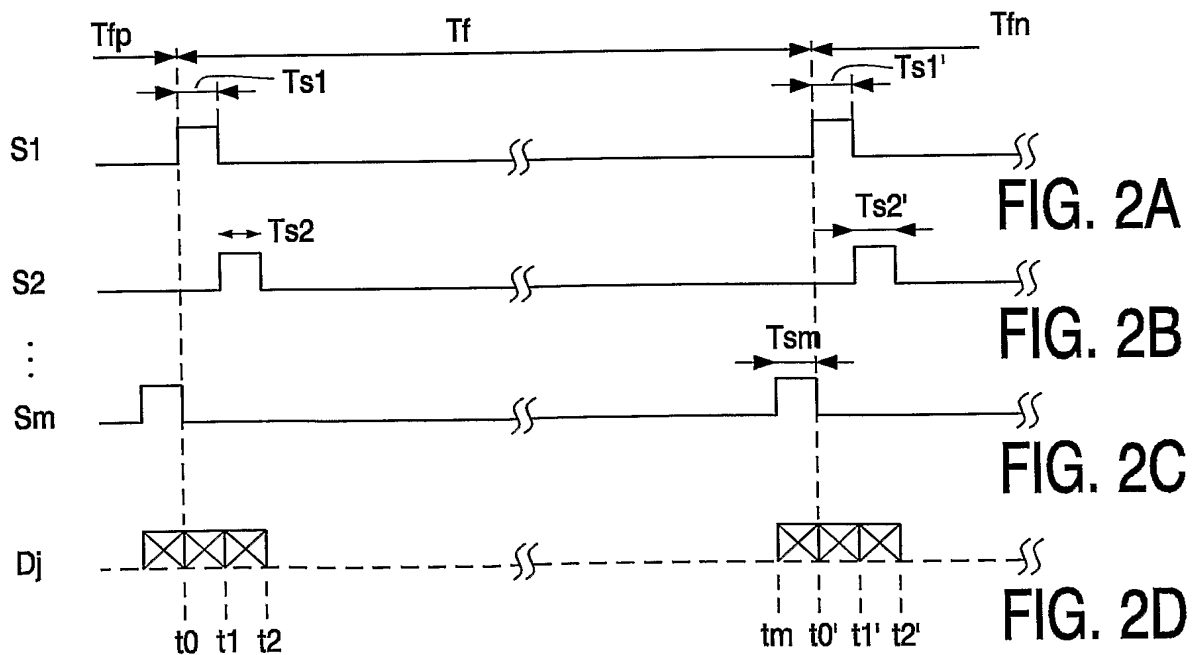 Tfp Tf Tfn
Ts1 Ts1'
S1
FIG. 2A
Ts2 Ts2'
S2
FIG. 2B
Tsm
Sm
FIG. 2C
Dj
FIG. 2D
t0 t1 t2 tm t0' t1' t2'